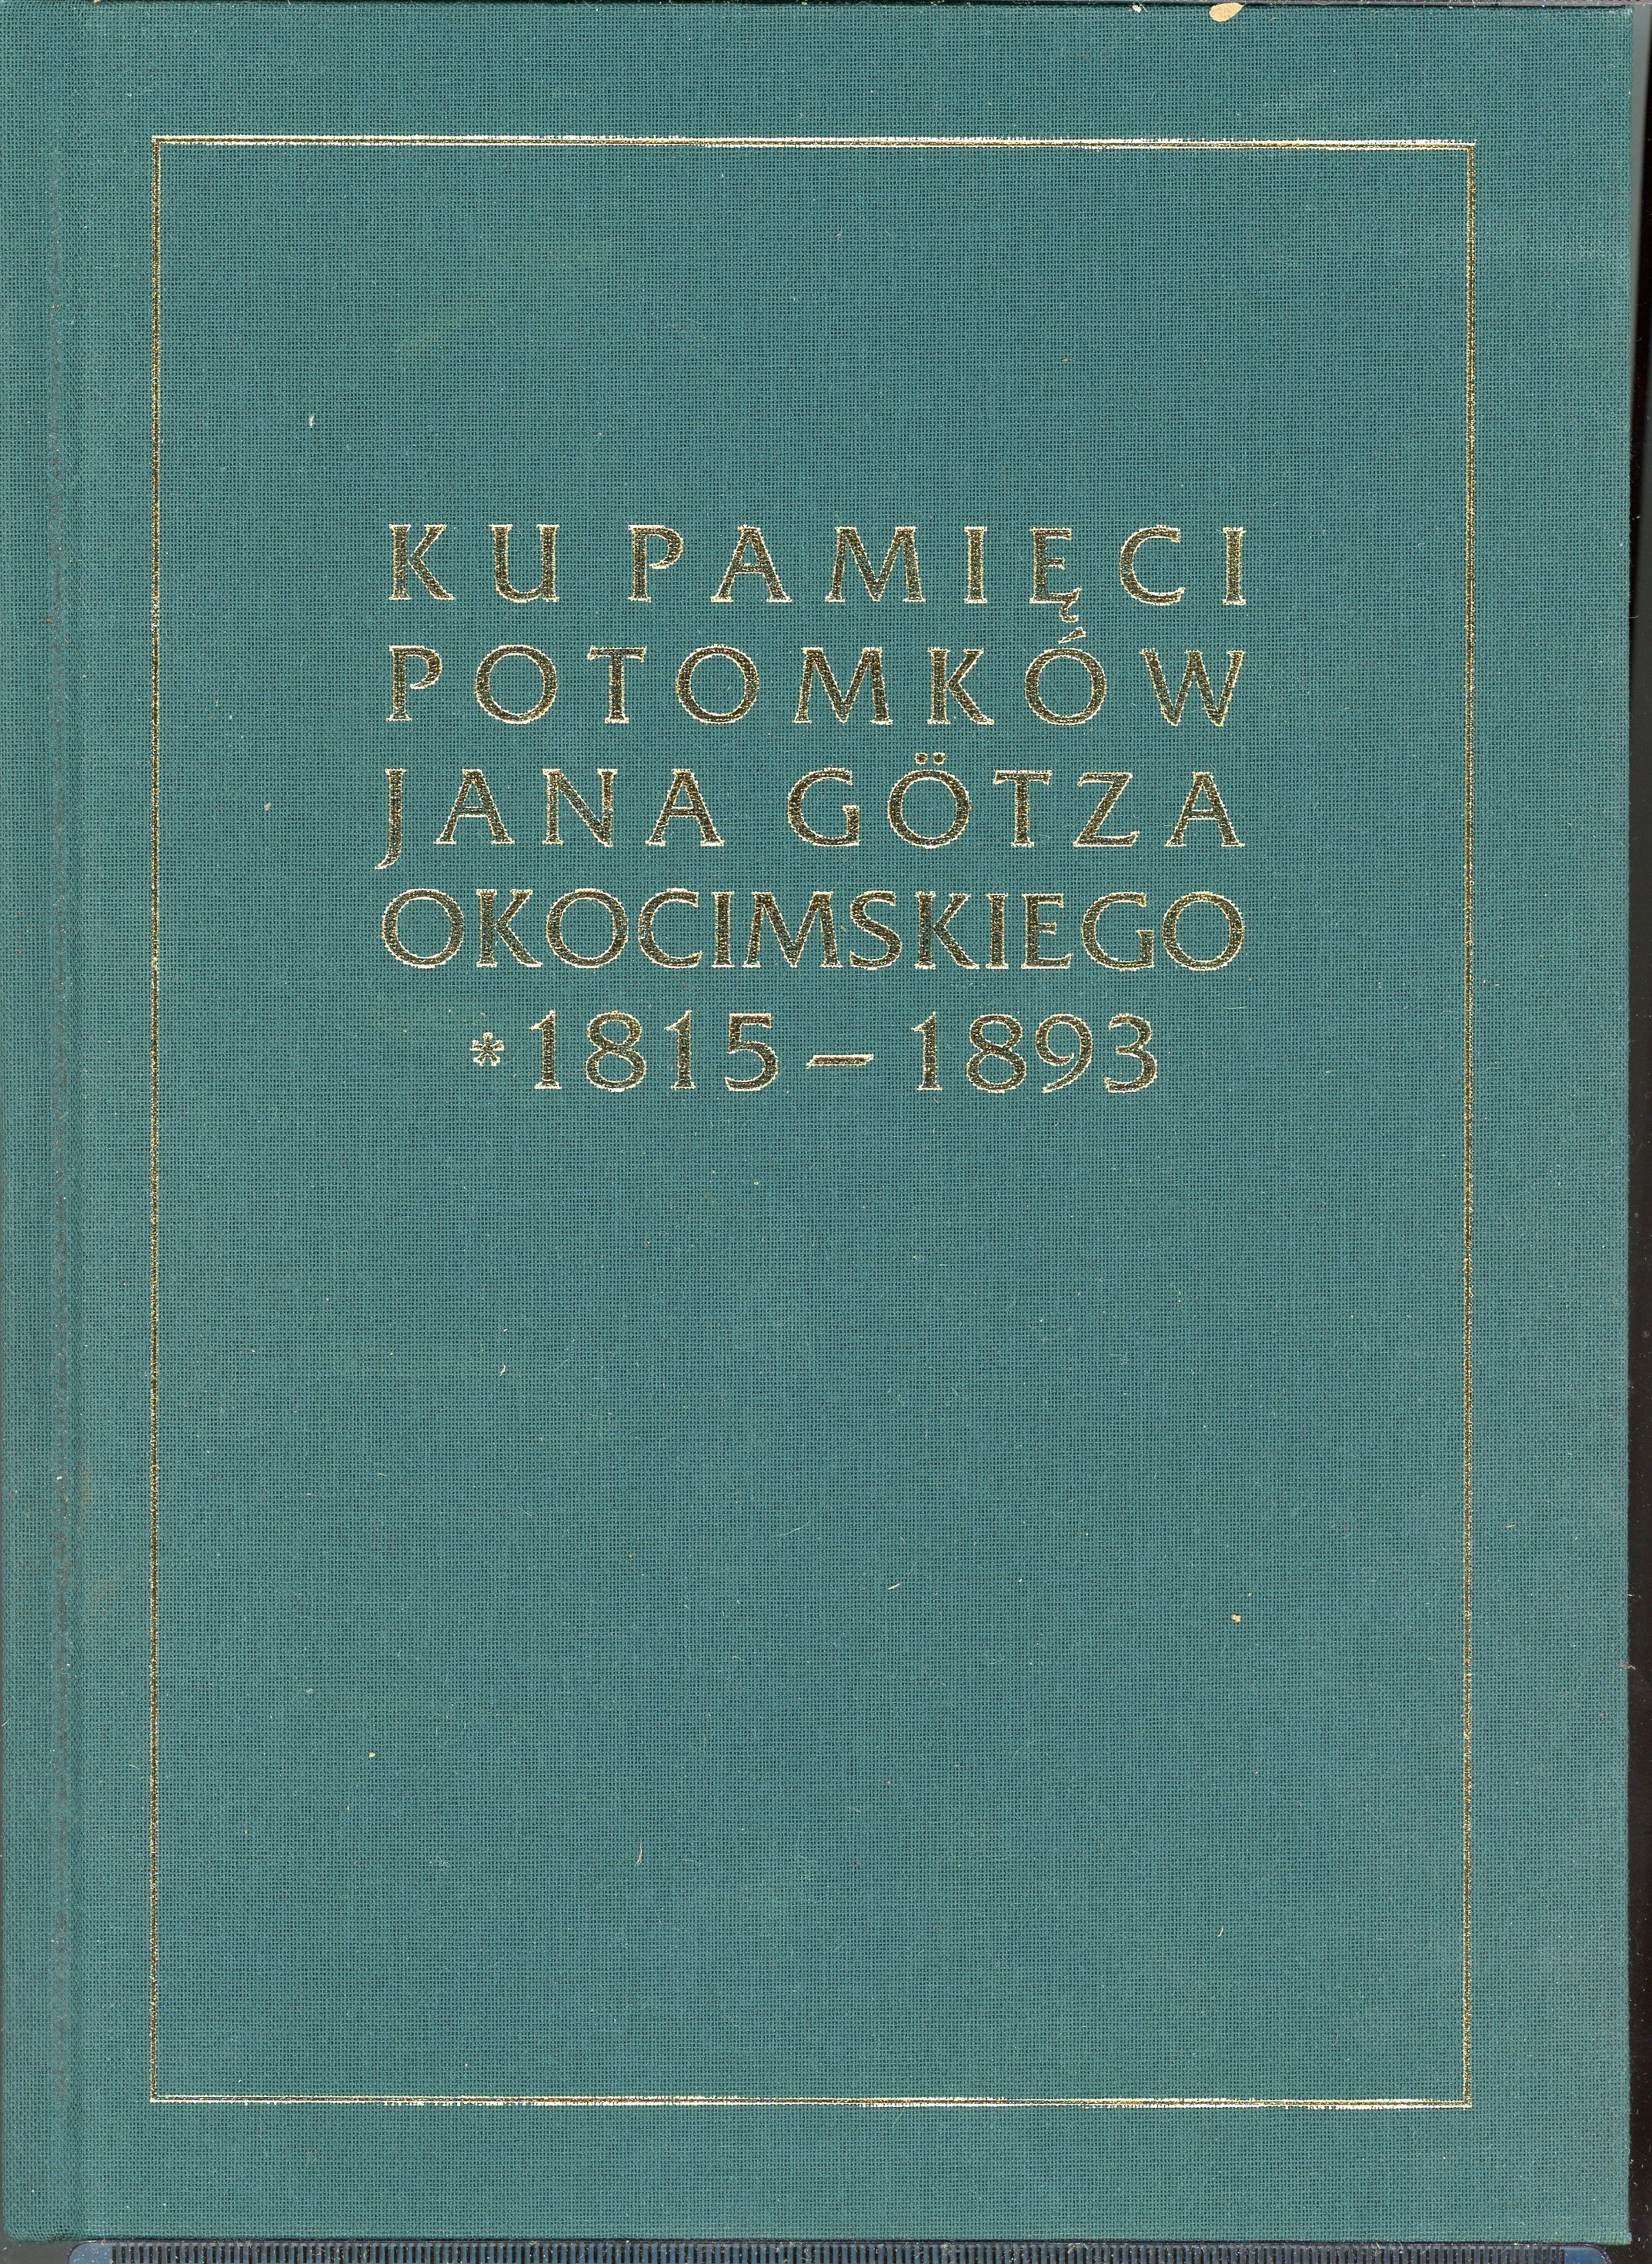 KU PAMIĘCI
POTOMKÓW
JANA GÖTZA
OKOCIMSKIEGO
*1815 – 1893